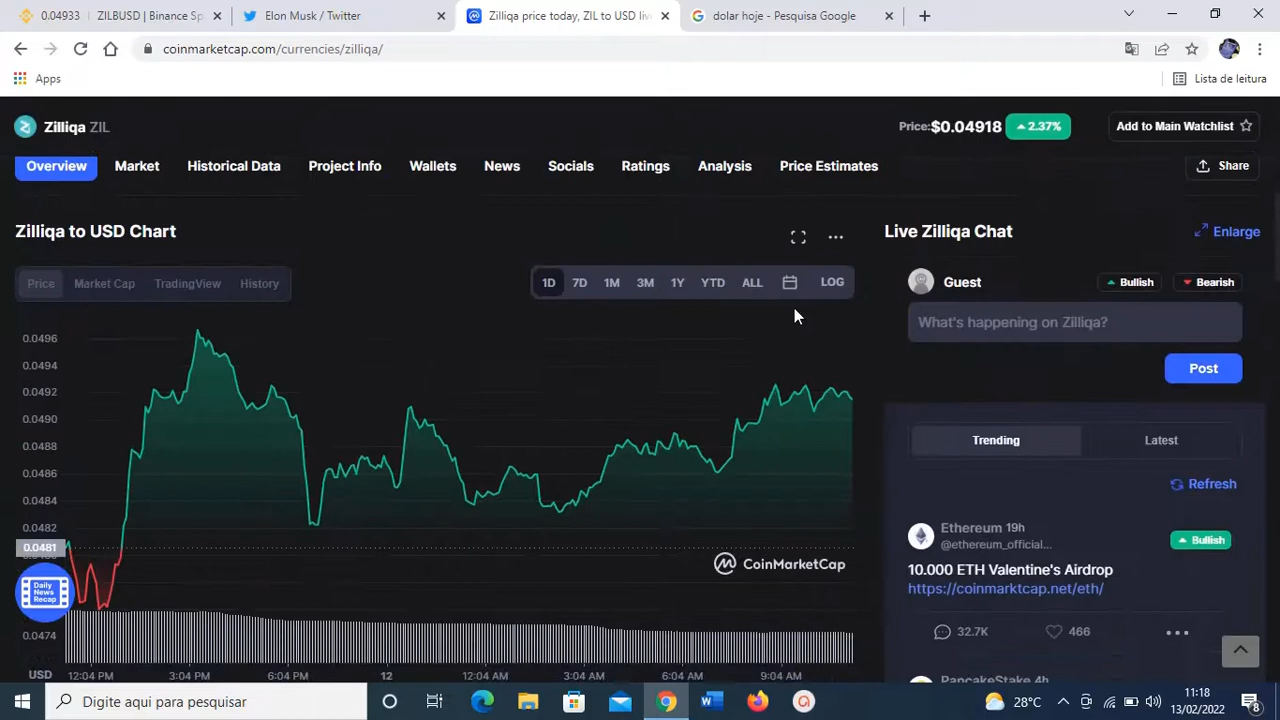 0.04933 ZILBUSD | Binance Sp
Elon Musk / Twitter
Zilliqa price today, ZIL to USD live
dolar hoje - Pesquisa Google
coinmarketcap.com/currencies/zilliqa/
Apps
Lista de leitura
Zilliqa ZIL
Price: $0.04918 2.37%
Add to Main Watchlist
Overview Market Historical Data Project Info Wallets News Socials Ratings Analysis Price Estimates
Share
Zilliqa to USD Chart
Price Market Cap TradingView History
1D 7D 1M 3M 1Y YTD ALL LOG
0.0496
0.0494
0.0492
0.0490
0.0488
0.0486
0.0484
0.0482
0.0481
0.0474
CoinMarketCap
Daily
News
Recap
USD 12:04 PM 3:04 PM 6:04 PM 12 12:04 AM 6:04 AM 9:04 AM
Live Zilliqa Chat
Enlarge
Guest
Bullish
Bearish
What's happening on Zilliqa?
Post
Trending Latest
Refresh
Ethereum 19h
@ethereum_official...
Bullish
10.000 ETH Valentine's Airdrop
https://coinmarktcap.net/eth/
32.7K 466
PancakeStake 4h
Digite aqui para pesquisar
28°C
11:18
13/02/2022
8